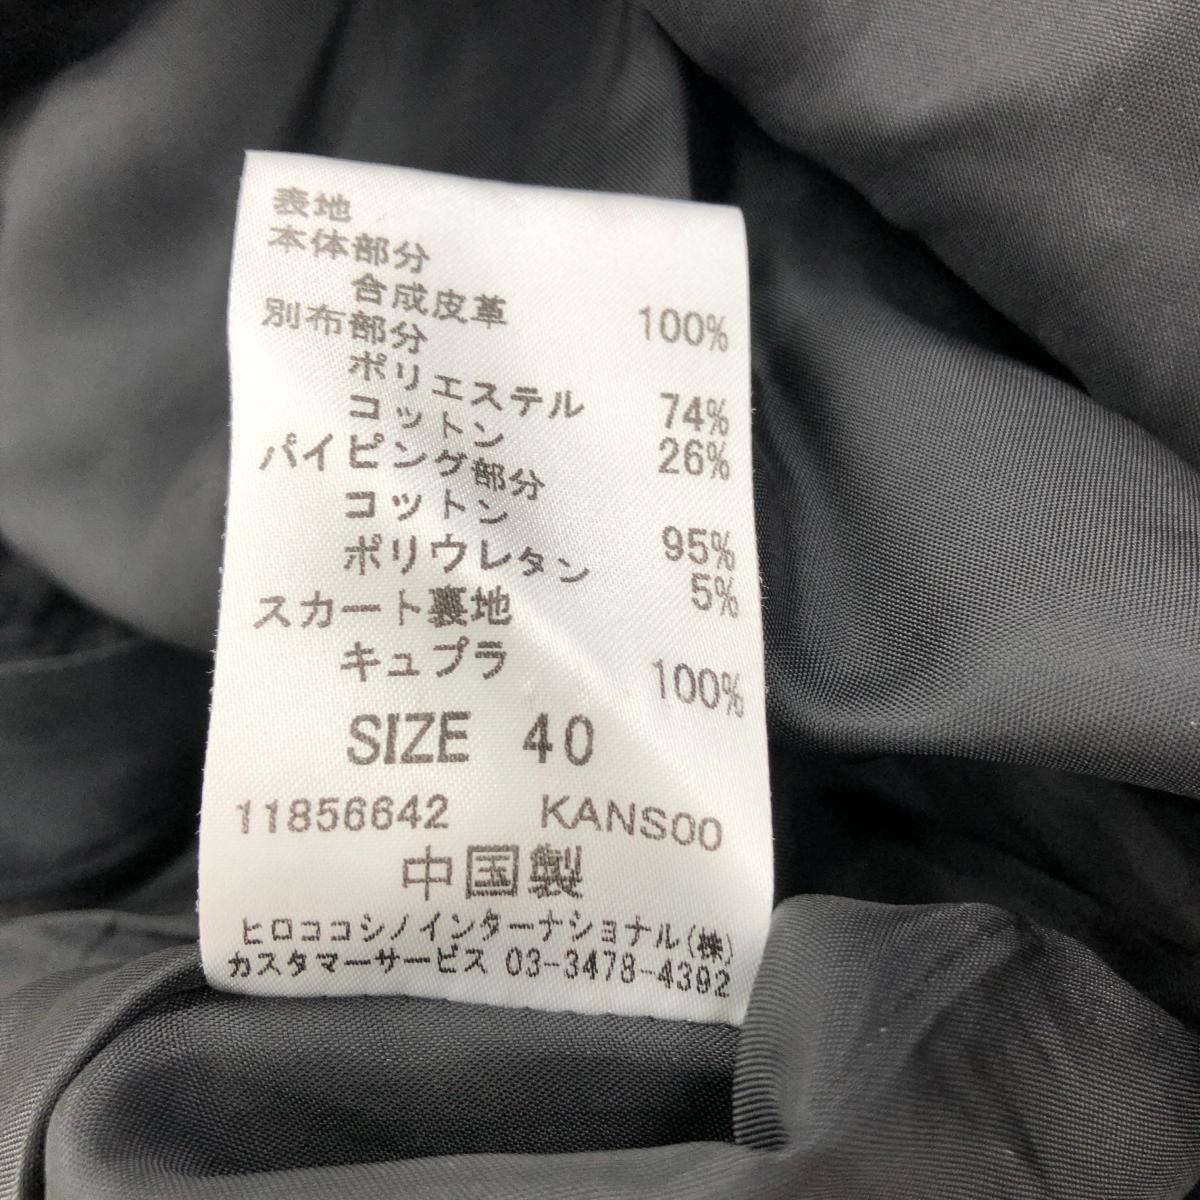 表地
本体部分
合成皮革 100%
別布部分
ポリエステル 74%
コットン 26%
パイピング部分
コットン 95%
ポリウレタン 5%
スカート裏地
キュプラ 100%
SIZE 40
11856642 KANSOO
中国製
ヒロココシノインターナショナル(株)
カスタマーサービス 03-3478-4392